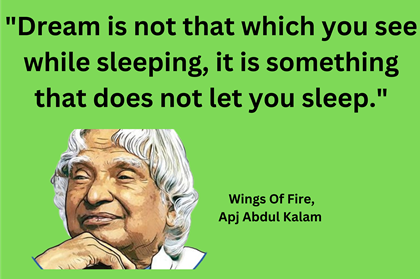 "Dream is not that which you see
while sleeping, it is something
that does not let you sleep."
Wings Of Fire,
Apj Abdul Kalam